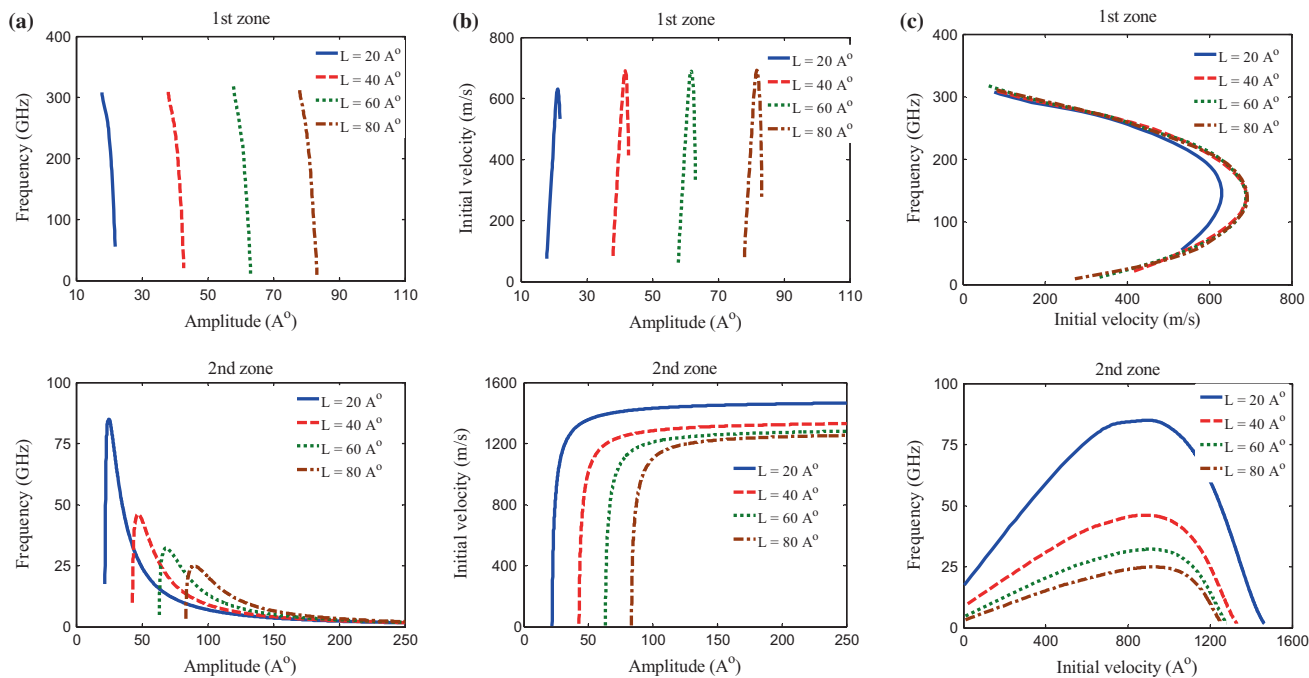 (a)
1st zone
Frequency (GHz)
400
300
200
100
0
10 30 50 70 90 110
Amplitude (A°)
L = 20 A°
L = 40 A°
L = 60 A°
L = 80 A°
(b)
1st zone
Initial velocity (m/s)
800
600
400
200
0
10 30 50 70 90 110
Amplitude (A°)
L = 20 A°
L = 40 A°
L = 60 A°
L = 80 A°
(c)
1st zone
Frequency (GHz)
400
300
200
100
0
0 200 400 600 800
Initial velocity (m/s)
L = 20 A°
L = 40 A°
L = 60 A°
L = 80 A°
2nd zone
Frequency (GHz)
100
75
50
25
0
0 50 100 150 200 250
Amplitude (A°)
L = 20 A°
L = 40 A°
L = 60 A°
L = 80 A°
2nd zone
Initial velocity (m/s)
1600
1200
800
400
0
0 50 100 150 200 250
Amplitude (A°)
L = 20 A°
L = 40 A°
L = 60 A°
L = 80 A°
2nd zone
Frequency (GHz)
100
75
50
25
0
0 400 800 1200 1600
Initial velocity (A°)
L = 20 A°
L = 40 A°
L = 60 A°
L = 80 A°